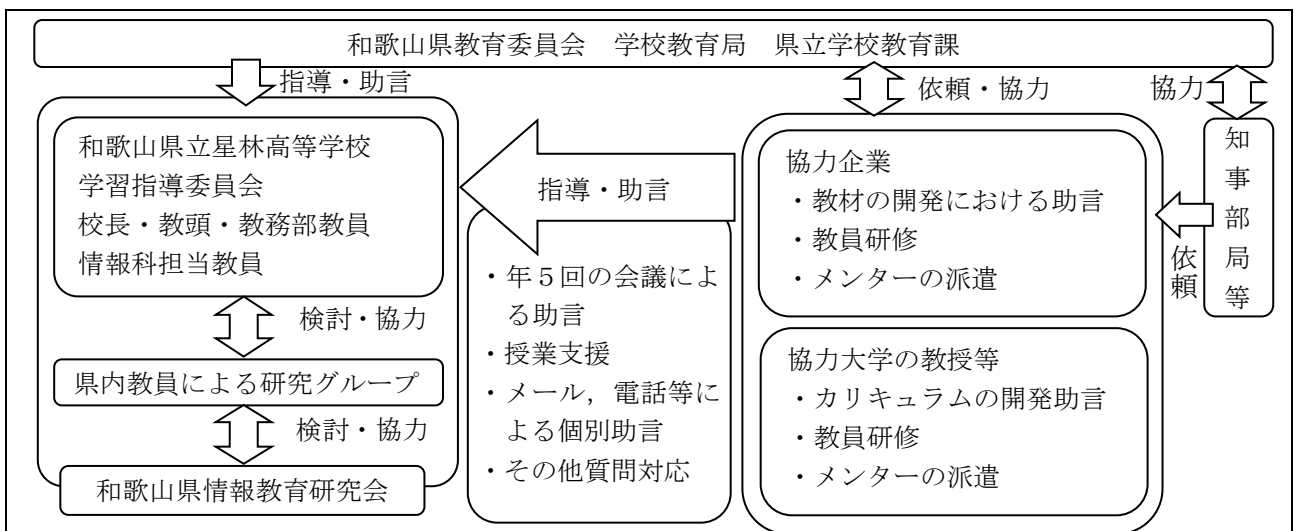 和歌山県教育委員会　学校教育局　県立学校教育課
指導・助言
依頼・協力
協力
和歌山県立星林高等学校
学習指導委員会
校長・教頭・教務部教員
情報科担当教員
検討・協力
県内教員による研究グループ
検討・協力
和歌山県情報教育研究会
指導・助言
・年５回の会議によ
る助言
・授業支援
・メール，電話等に
よる個別助言
・その他質問対応
協力企業
・教材の開発における助言
・教員研修
・メンターの派遣
協力大学の教授等
・カリキュラムの開発助言
・教員研修
・メンターの派遣
依頼
知事部局等